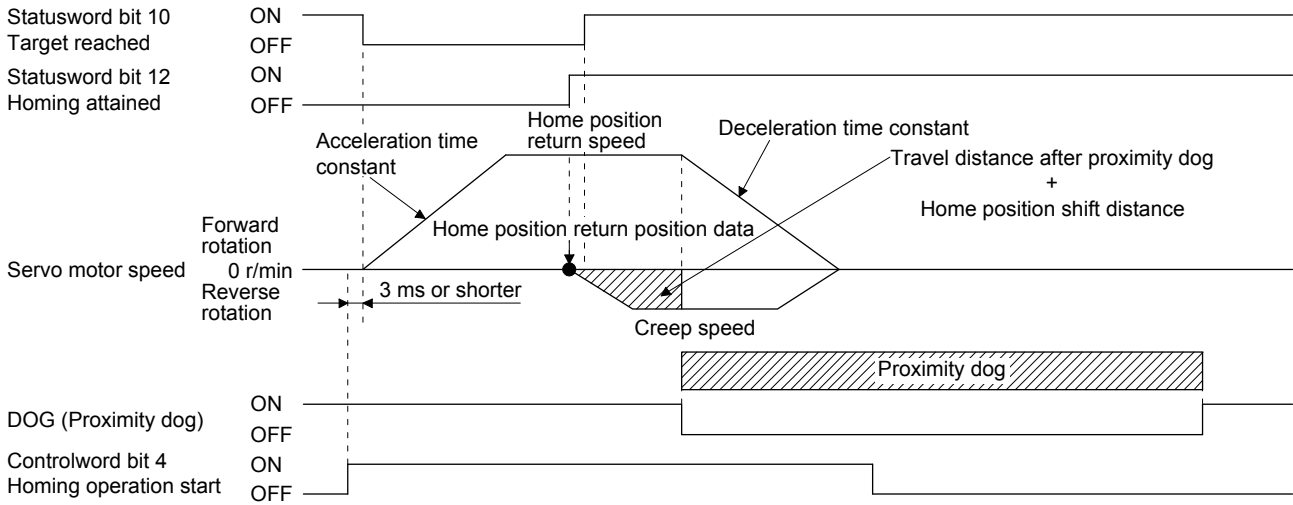 Statusword bit 10
Target reached
ON
OFF
Statusword bit 12
Homing attained
ON
OFF
Acceleration time
constant
Home position
return speed
Deceleration time constant
Travel distance after proximity dog
+
Home position shift distance
Home position return position data
Servo motor speed
Forward
rotation
0 r/min
Reverse
rotation
3 ms or shorter
Creep speed
Proximity dog
DOG (Proximity dog)
ON
OFF
Controlword bit 4
Homing operation start
ON
OFF